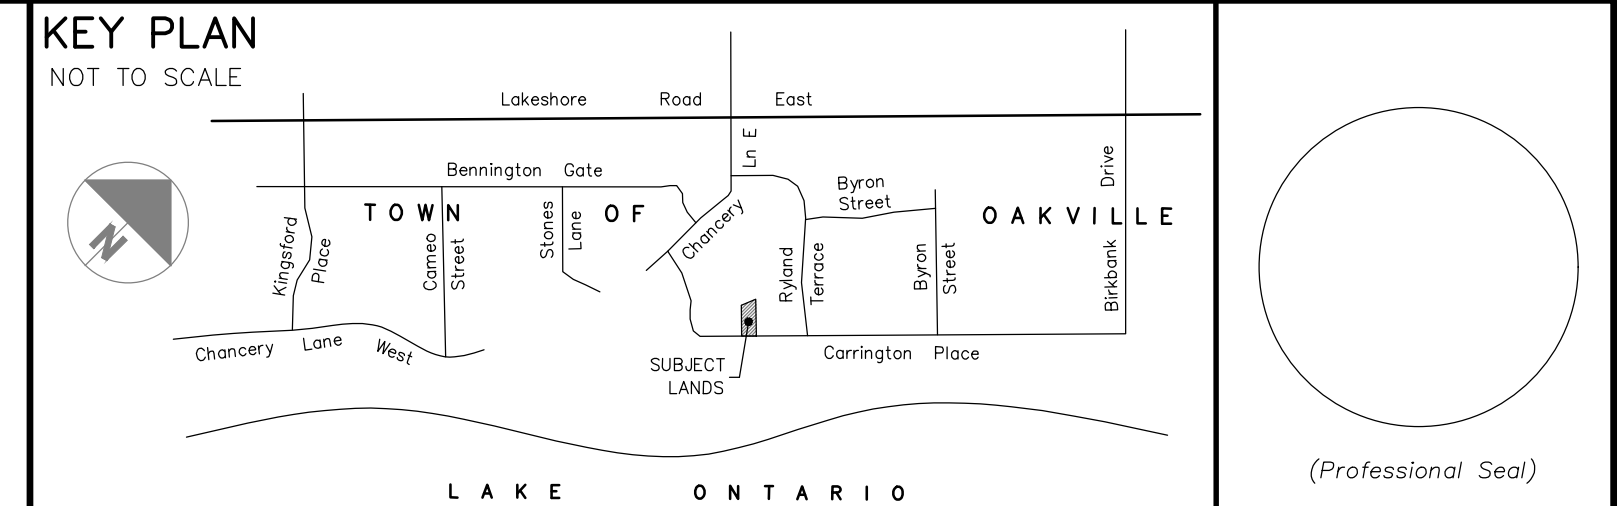 KEY PLAN
NOT TO SCALE
Lakeshore Road East
Ln E
Bennington Gate
Byron
Street
TOWN OF OAKVILLE
N
Kingsford
Place
Cameo
Street
Stones
Lane
Chancery
Ryland
Terrace
Byron
Street
Birkbank Drive
Chancery Lane West
Carrington Place
SUBJECT
LANDS
LAKE ONTARIO
(Professional Seal)